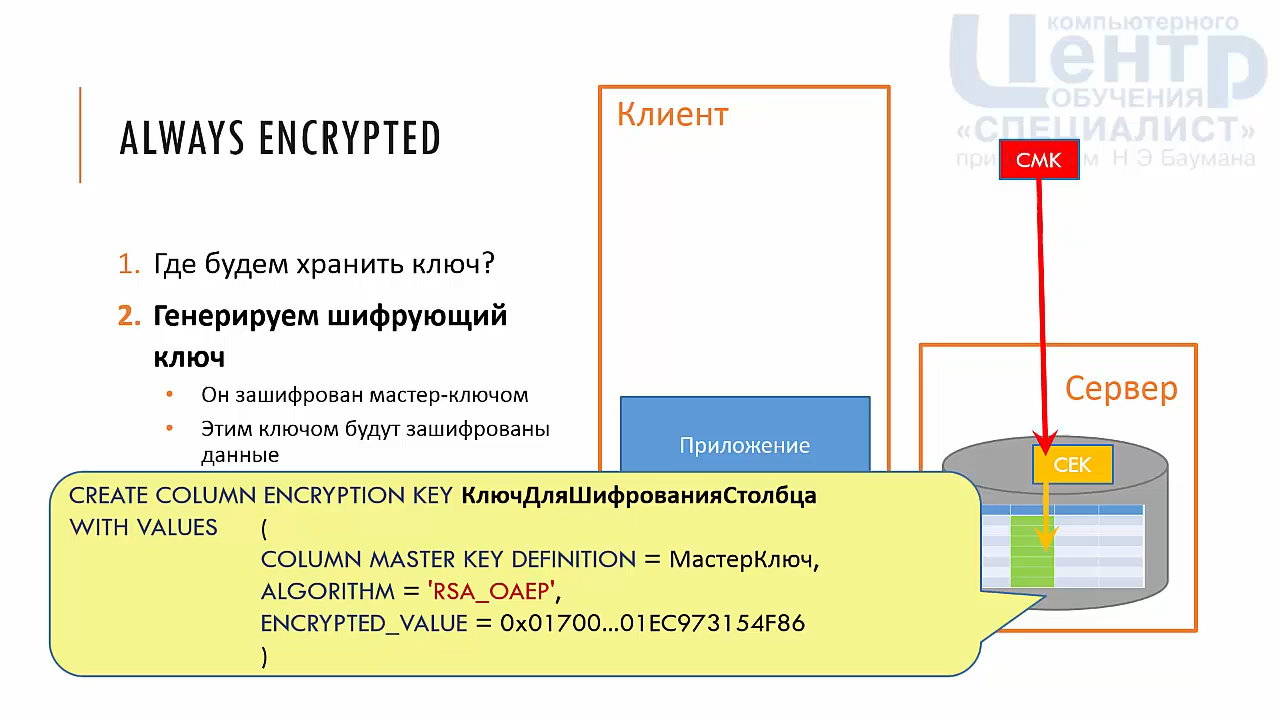 компьютерного
Центр
ОБУЧЕНИЯ
«СПЕЦИАЛИСТ»
Н Э Баумана
ALWAYS ENCRYPTED
1. Где будем хранить ключ?
2. Генерируем шифрующий
ключ
• Он зашифрован мастер-ключом
• Этим ключом будут зашифрованы
данные
Клиент
Приложение
СМК
Сервер
СЕК
CREATE COLUMN ENCRYPTION KEY КлючДляШифрованияСтолбца
WITH VALUES (
COLUMN MASTER KEY DEFINITION = МастерКлюч,
ALGORITHM = 'RSA_OAEP',
ENCRYPTED_VALUE = 0x01700...01EC973154F86
)